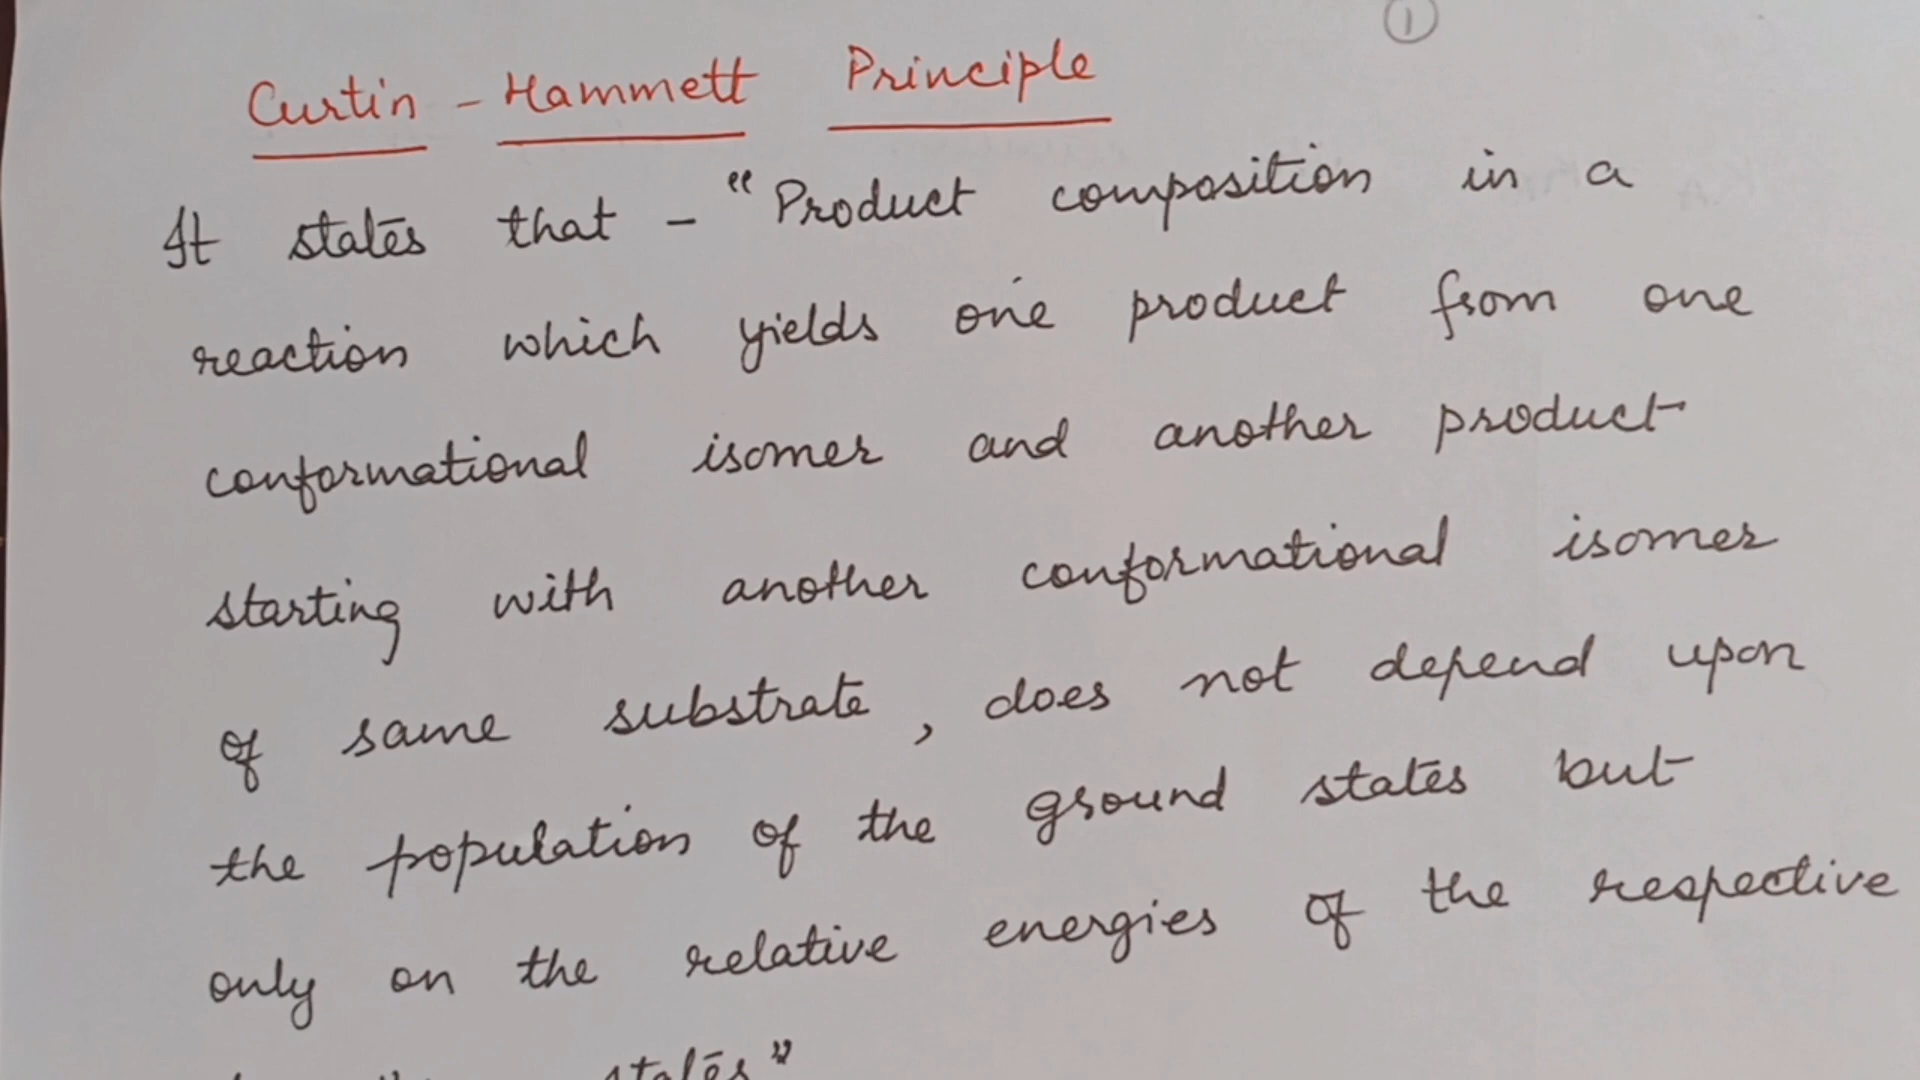 ①
Curtin - Hammett Principle
It states that - "Product composition in a
reaction which yields one product from one
conformational isomer and another product
starting with another conformational isomer
of same substrate, does not depend upon
the population of the ground states but
only on the relative energies of the respective
states"